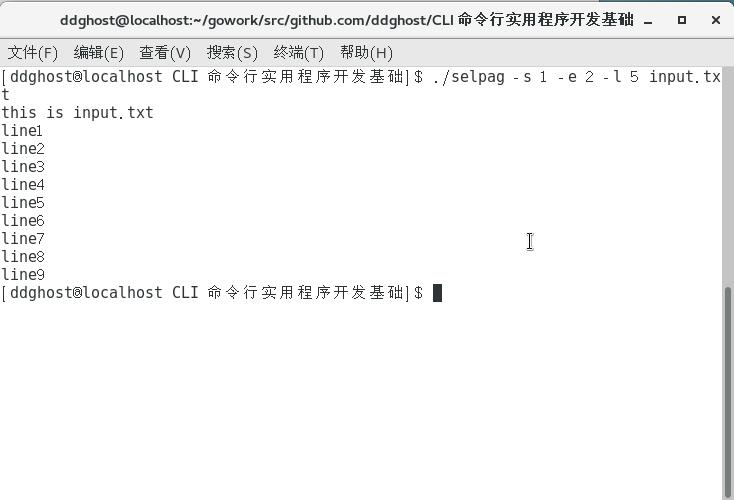 ddghost@localhost:~/gowork/src/github.com/ddghost/CLI 命令行实用程序开发基础
文件(F) 编辑(E) 查看(V) 搜索(S) 终端(T) 帮助(H)
[ddghost@localhost CLI 命令行实用程序开发基础]$ ./selpag -s 1 -e 2 -l 5 input.tx
t
this is input.txt
line1
line2
line3
line4
line5
line6
line7
line8
line9
[ddghost@localhost CLI 命令行实用程序开发基础]$